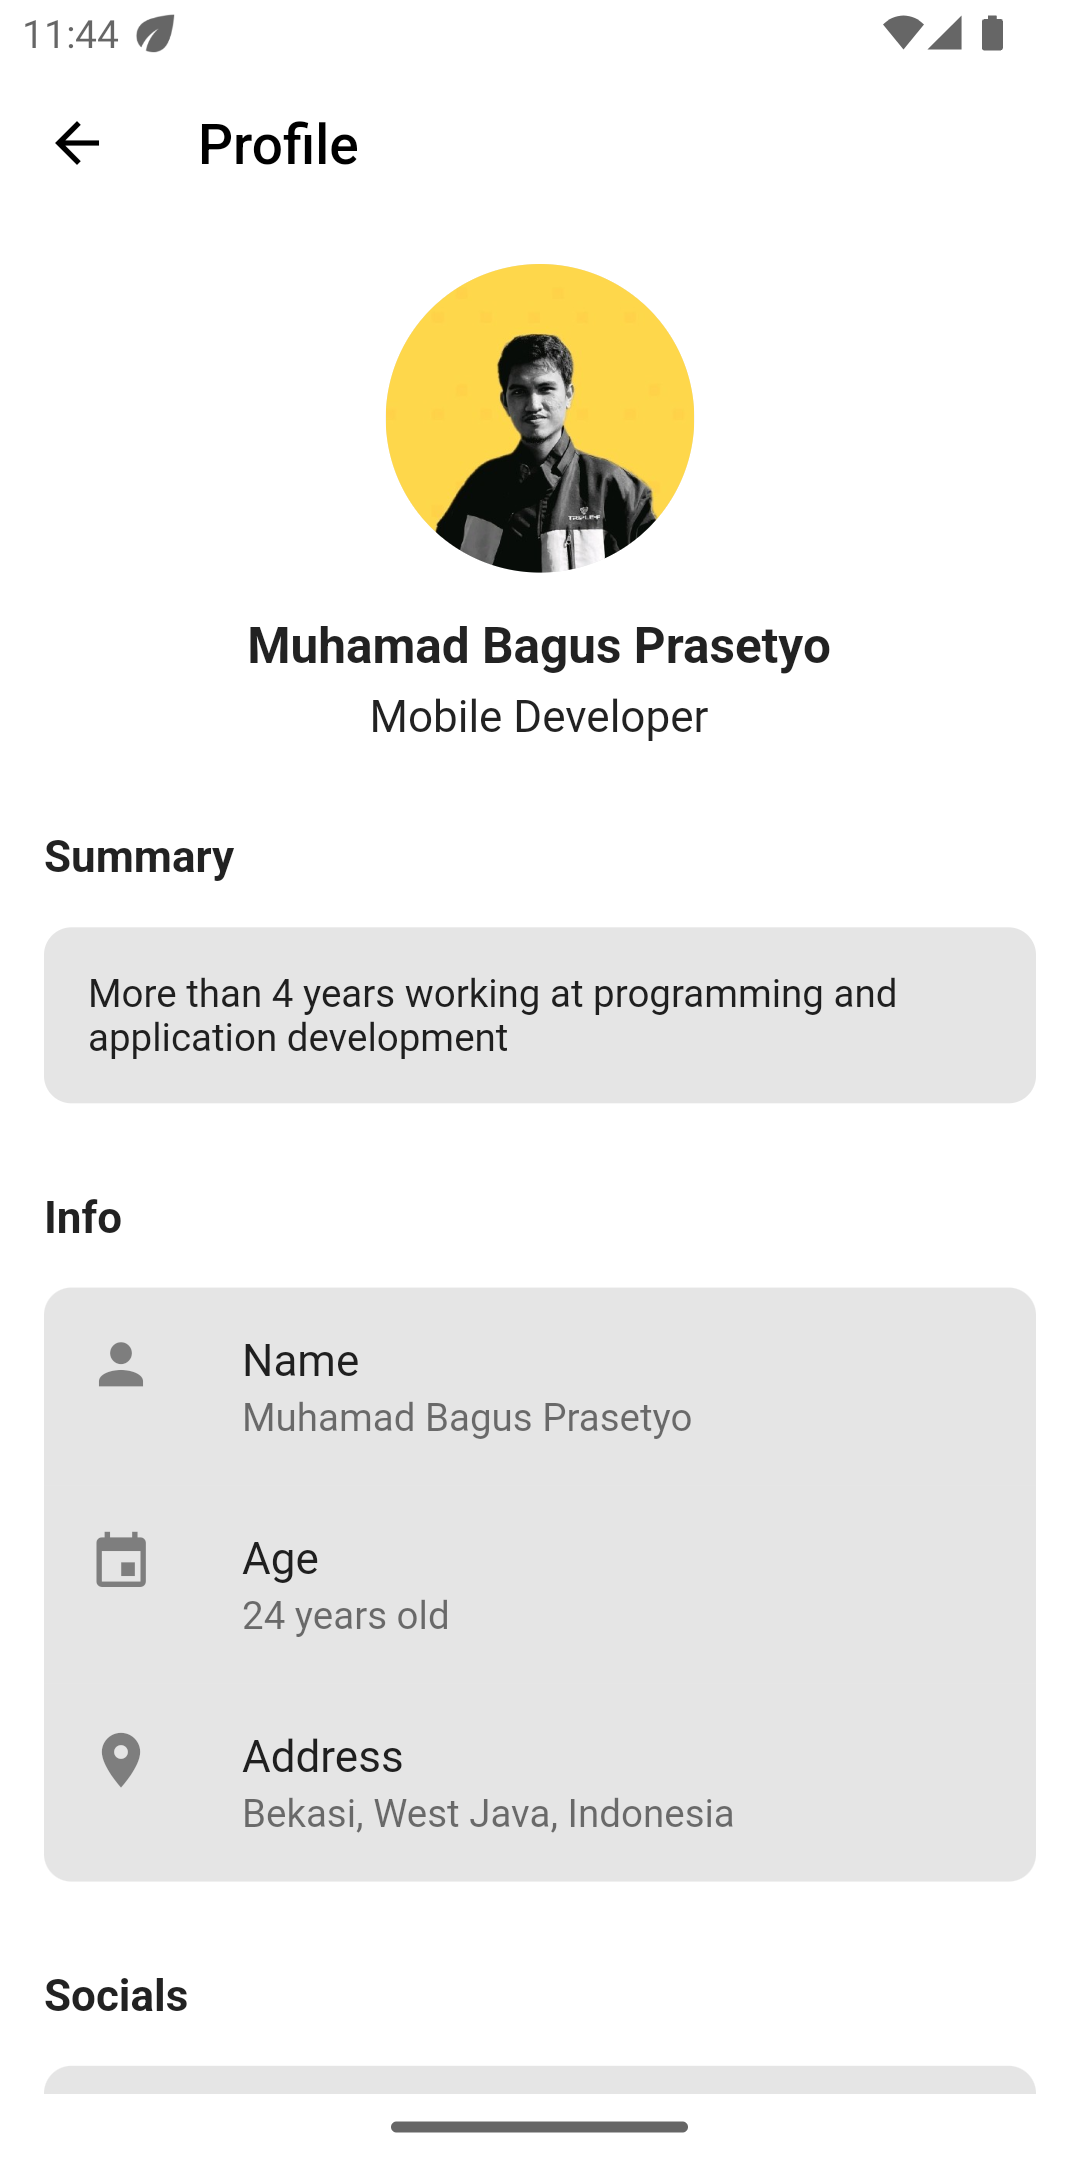 11:44
Profile
Muhamad Bagus Prasetyo
Mobile Developer
Summary
More than 4 years working at programming and
application development
Info
Name
Muhamad Bagus Prasetyo
Age
24 years old
Address
Bekasi, West Java, Indonesia
Socials